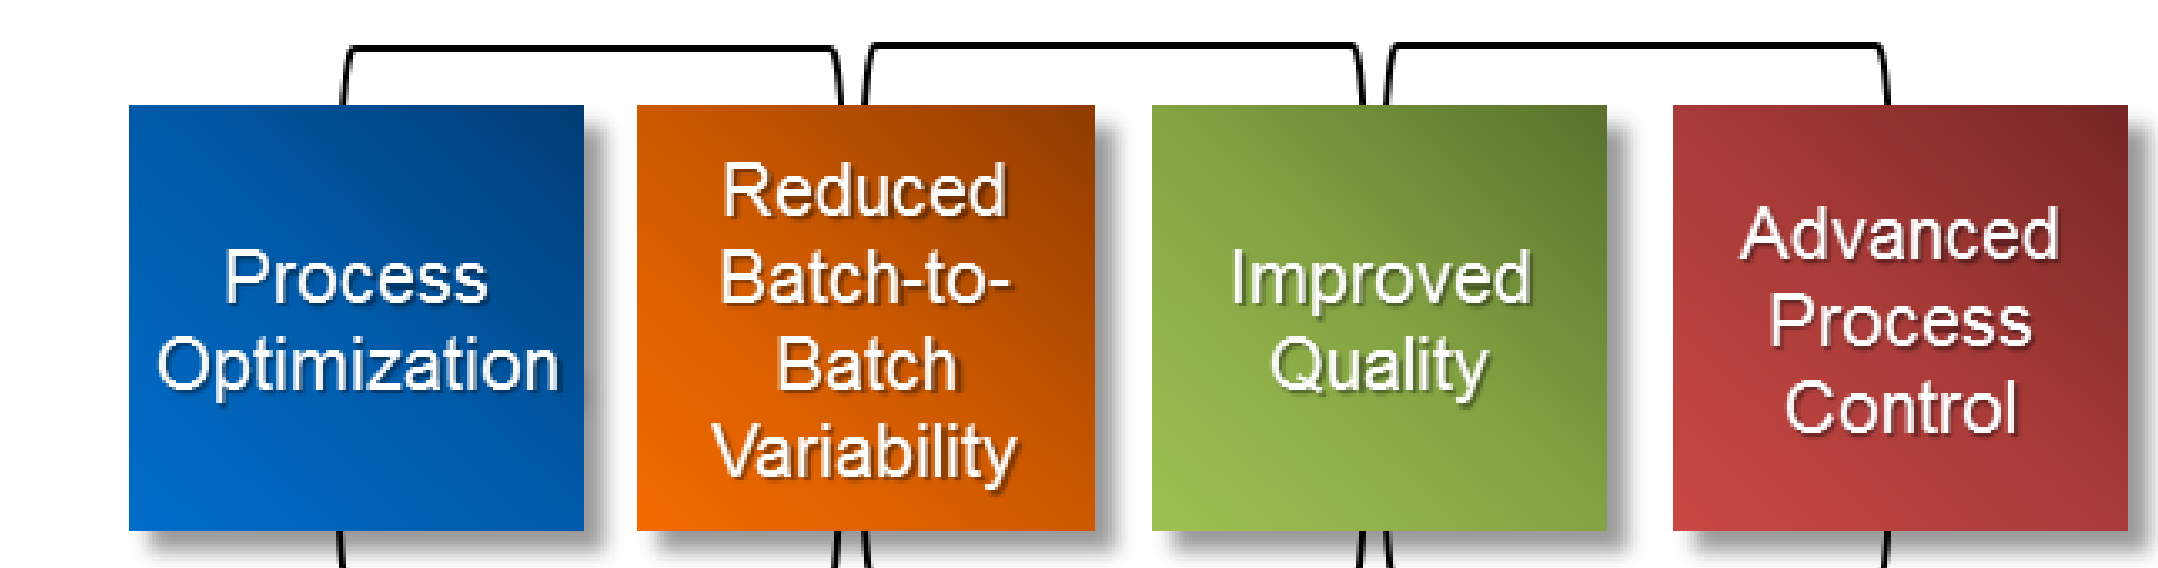 Process
Optimization
Reduced
Batch-to-
Batch
Variability
Improved
Quality
Advanced
Process
Control